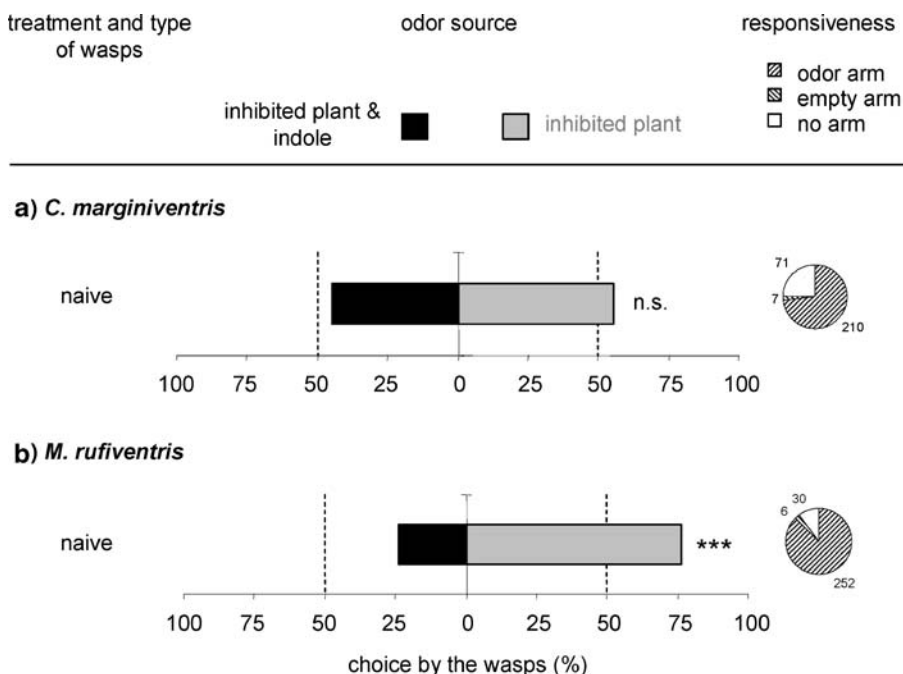 treatment and type
of wasps
odor source
responsiveness
odor arm
empty arm
no arm
inhibited plant &
indole
inhibited plant
a) C. marginiventris
naive
n.s.
71
7
210
100 75 50 25 0 25 50 75 100
b) M. rufiventris
naive
***
30
6
252
100 75 50 25 0 25 50 75 100
choice by the wasps (%)